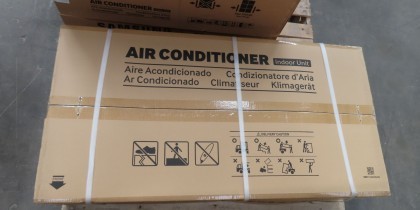 AIR CONDITIONER
AIR CONDITIONER Indoor Unit
Aire Acondicionado Condizionatore d'Aria
Ar Condicionado Climatiseur Klimagerät